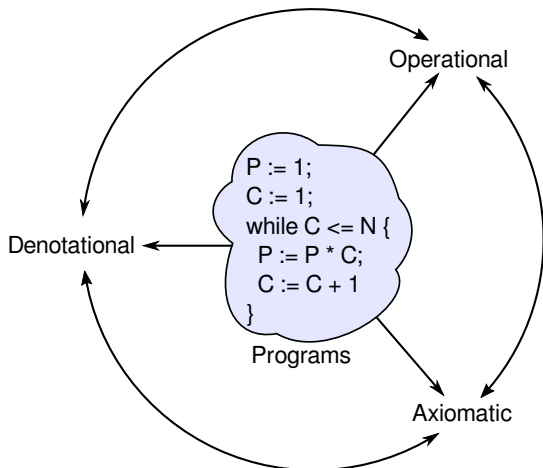 Operational
P := 1;
C := 1;
while C <= N {
P := P * C;
C := C + 1
}
Denotational
Programs
Axiomatic